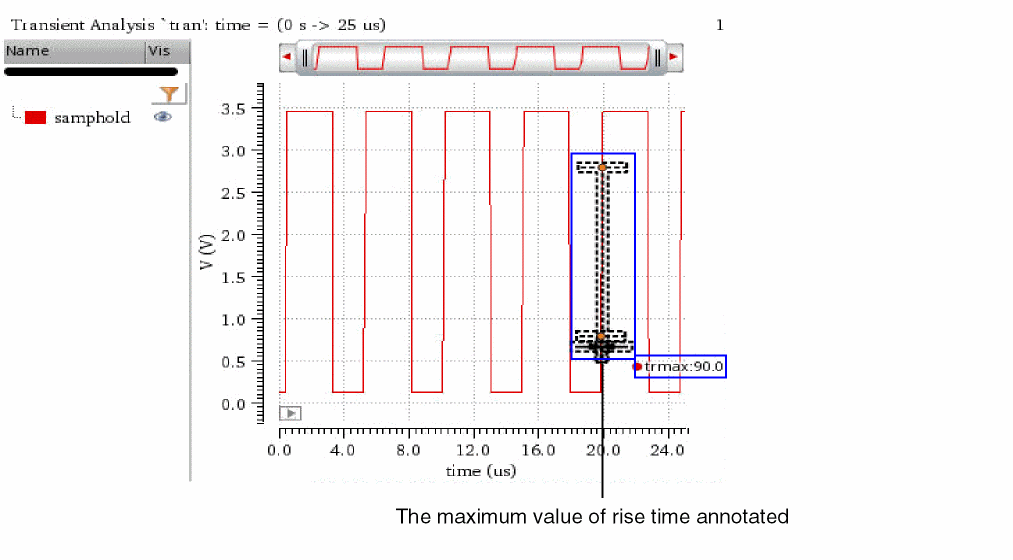 Transient Analysis `tran': time = (0 s -> 25 us) 1
Name Vis
samphold
3.5
3.0
2.5
2.0
1.5
1.0
0.5
0.0
V (V)
trmax:90.0
0.0 4.0 8.0 12.0 16.0 20.0 24.0
time (us)
The maximum value of rise time annotated